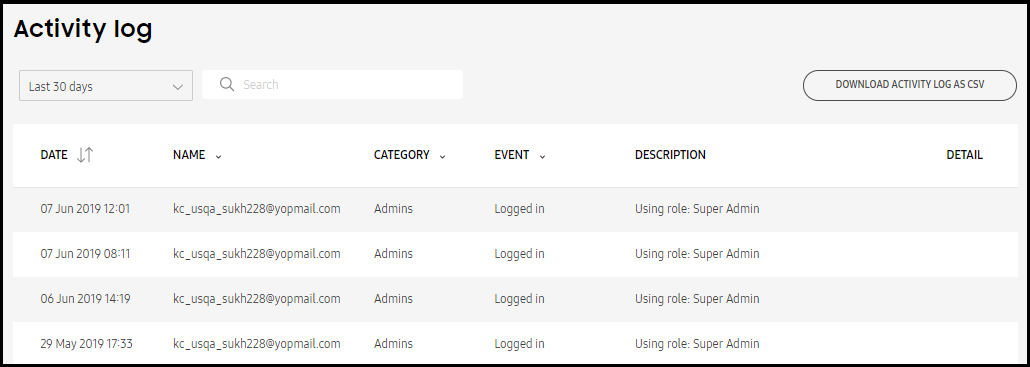 Activity log
Last 30 days Search DOWNLOAD ACTIVITY LOG AS CSV
DATE NAME CATEGORY EVENT DESCRIPTION DETAIL
07 Jun 2019 12:01 kc_usqa_sukh228@yopmail.com Admins Logged in Using role: Super Admin
07 Jun 2019 08:11 kc_usqa_sukh228@yopmail.com Admins Logged in Using role: Super Admin
06 Jun 2019 14:19 kc_usqa_sukh228@yopmail.com Admins Logged in Using role: Super Admin
29 May 2019 17:33 kc_usqa_sukh228@yopmail.com Admins Logged in Using role: Super Admin